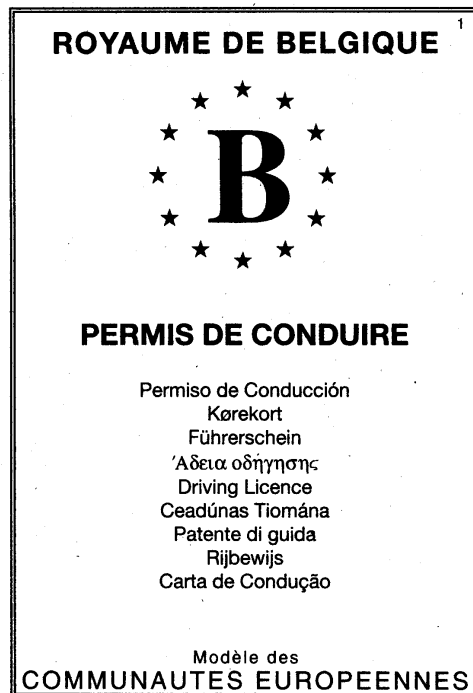 1
ROYAUME DE BELGIQUE
B
PERMIS DE CONDUIRE
Permiso de Conducción
Kørekort
Führerschein
Άδεια οδήγησης
Driving Licence
Ceadúnas Tiomána
Patente di guida
Rijbewijs
Carta de Condução
Modèle des
COMMUNAUTES EUROPEENNES